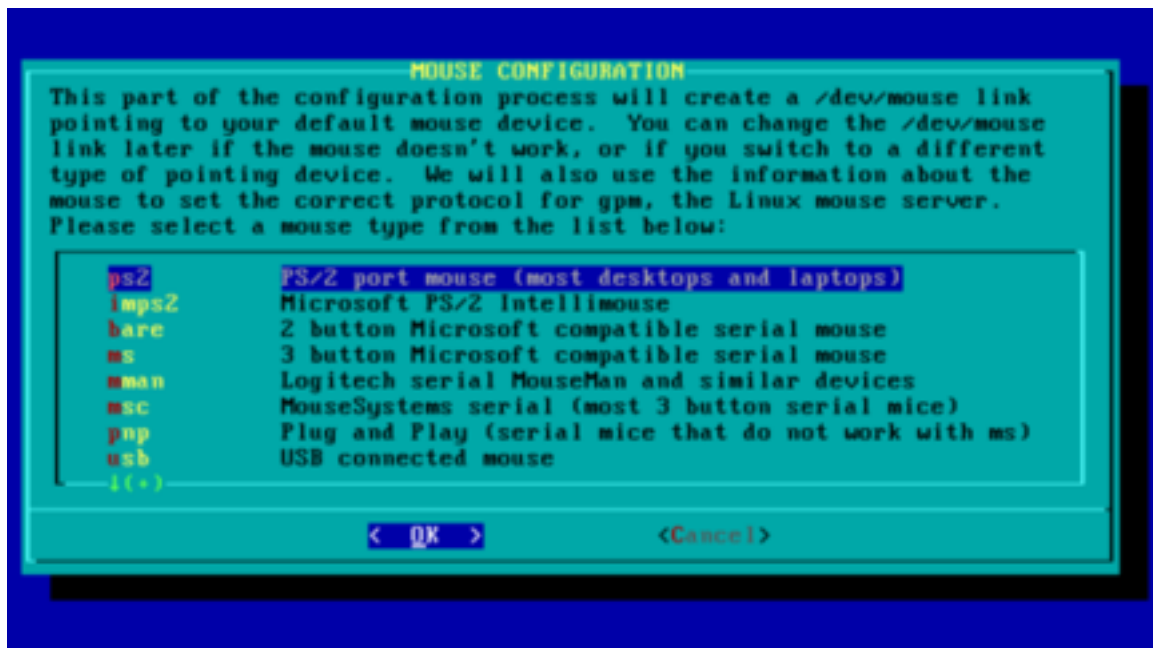 MOUSE CONFIGURATION
This part of the configuration process will create a /dev/mouse link
pointing to your default mouse device.  You can change the /dev/mouse
link later if the mouse doesn't work, or if you switch to a different
type of pointing device.  We will also use the information about the
mouse to set the correct protocol for gpm, the Linux mouse server.
Please select a mouse type from the list below:
ps2 PS/2 port mouse (most desktops and laptops)
imps2 Microsoft PS/2 Intellimouse
bare 2 button Microsoft compatible serial mouse
ms 3 button Microsoft compatible serial mouse
mman Logitech serial MouseMan and similar devices
msc MouseSystems serial (most 3 button serial mice)
pnp Plug and Play (serial mice that do not work with ms)
usb USB connected mouse
↓(+)
<  OK  > <Cancel>